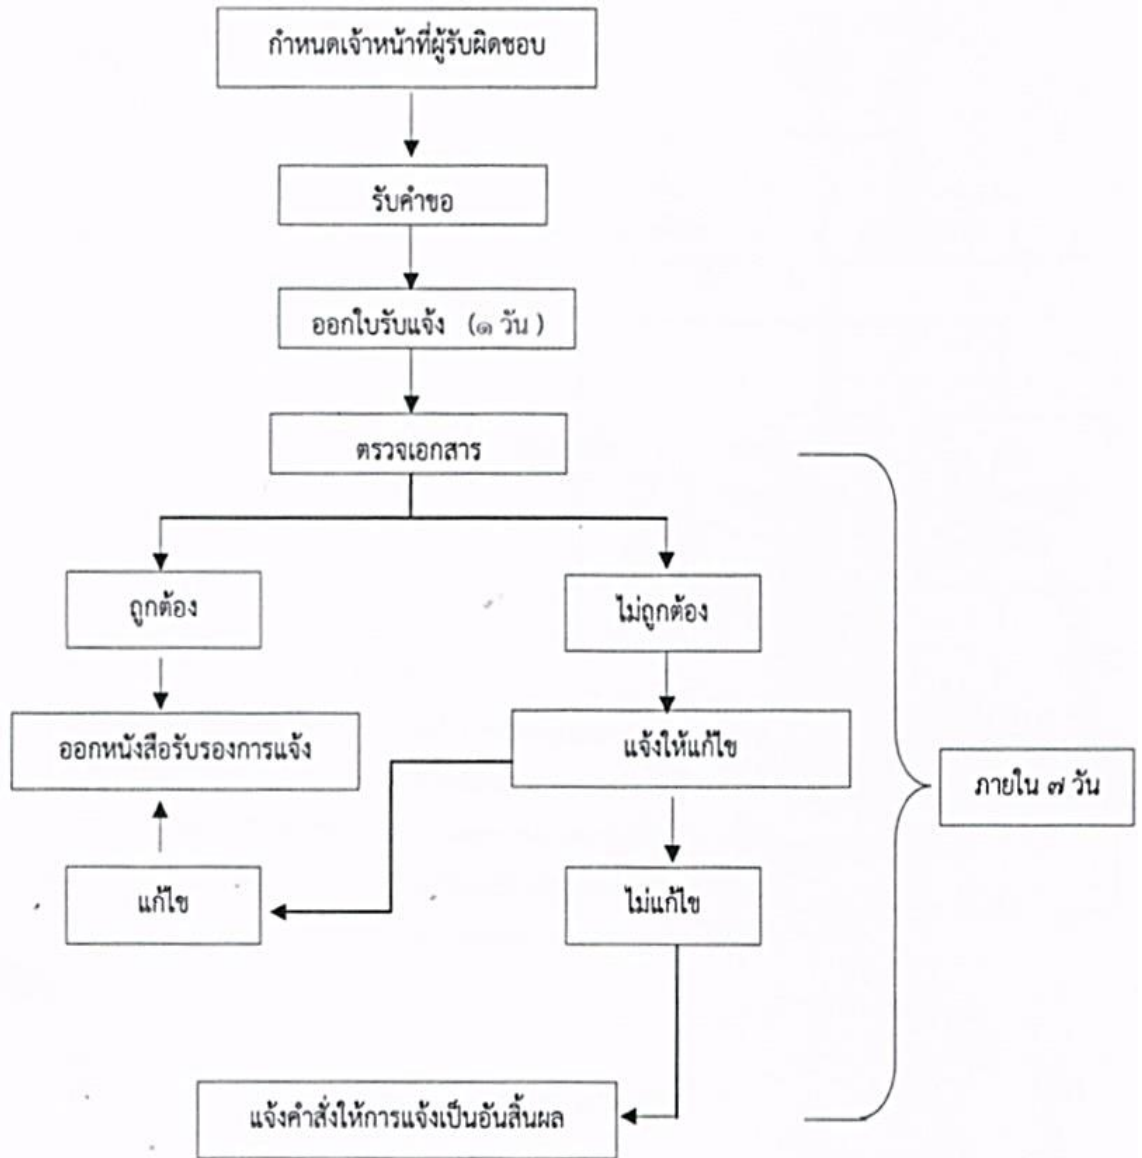 กำหนดเจ้าหน้าที่ผู้รับผิดชอบ
รับคำขอ
ออกใบรับแจ้ง (๑ วัน )
ตรวจเอกสาร
ถูกต้อง
ไม่ถูกต้อง
ออกหนังสือรับรองการแจ้ง
แจ้งให้แก้ไข
ภายใน ๗ วัน
แก้ไข
ไม่แก้ไข
แจ้งคำสั่งให้การแจ้งเป็นอันสิ้นผล